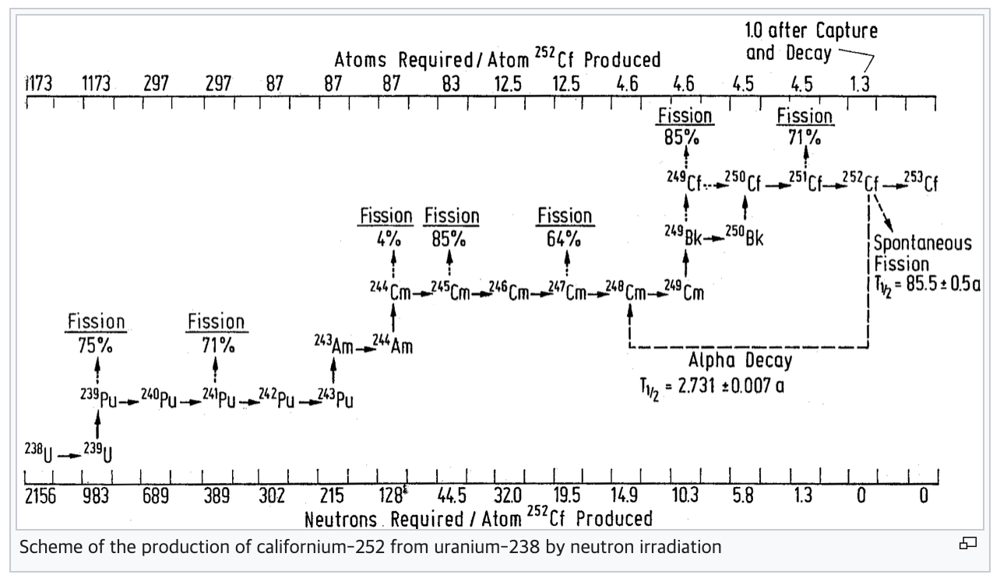 1.0 after Capture
and Decay
Atoms Required/Atom ²⁵²Cf Produced
1173 1173 297 297 87 87 87 83 12.5 12.5 4.6 4.6 4.5 4.5 1.3
Fission Fission
85% 71%
²⁴⁹Cf ²⁵⁰Cf ²⁵¹Cf ²⁵²Cf ²⁵³Cf
Fission Fission Fission
4% 85% 64%
²⁴⁹Bk ²⁵⁰Bk
Spontaneous
Fission
T1/2 = 85.5 ± 0.5a
²⁴⁴Cm ²⁴⁵Cm ²⁴⁶Cm ²⁴⁷Cm ²⁴⁸Cm ²⁴⁹Cm
Fission Fission
75% 71%
²⁴³Am ²⁴⁴Am
Alpha Decay
T1/2 = 2.731 ±0.007 a
²³⁹Pu ²⁴⁰Pu ²⁴¹Pu ²⁴²Pu ²⁴³Pu
²³⁸U ²³⁹U
2156 983 689 389 302 215 128 44.5 32.0 19.5 14.9 10.3 5.8 1.3 0 0
Neutrons Required / Atom ²⁵²Cf Produced
Scheme of the production of californium-252 from uranium-238 by neutron irradiation